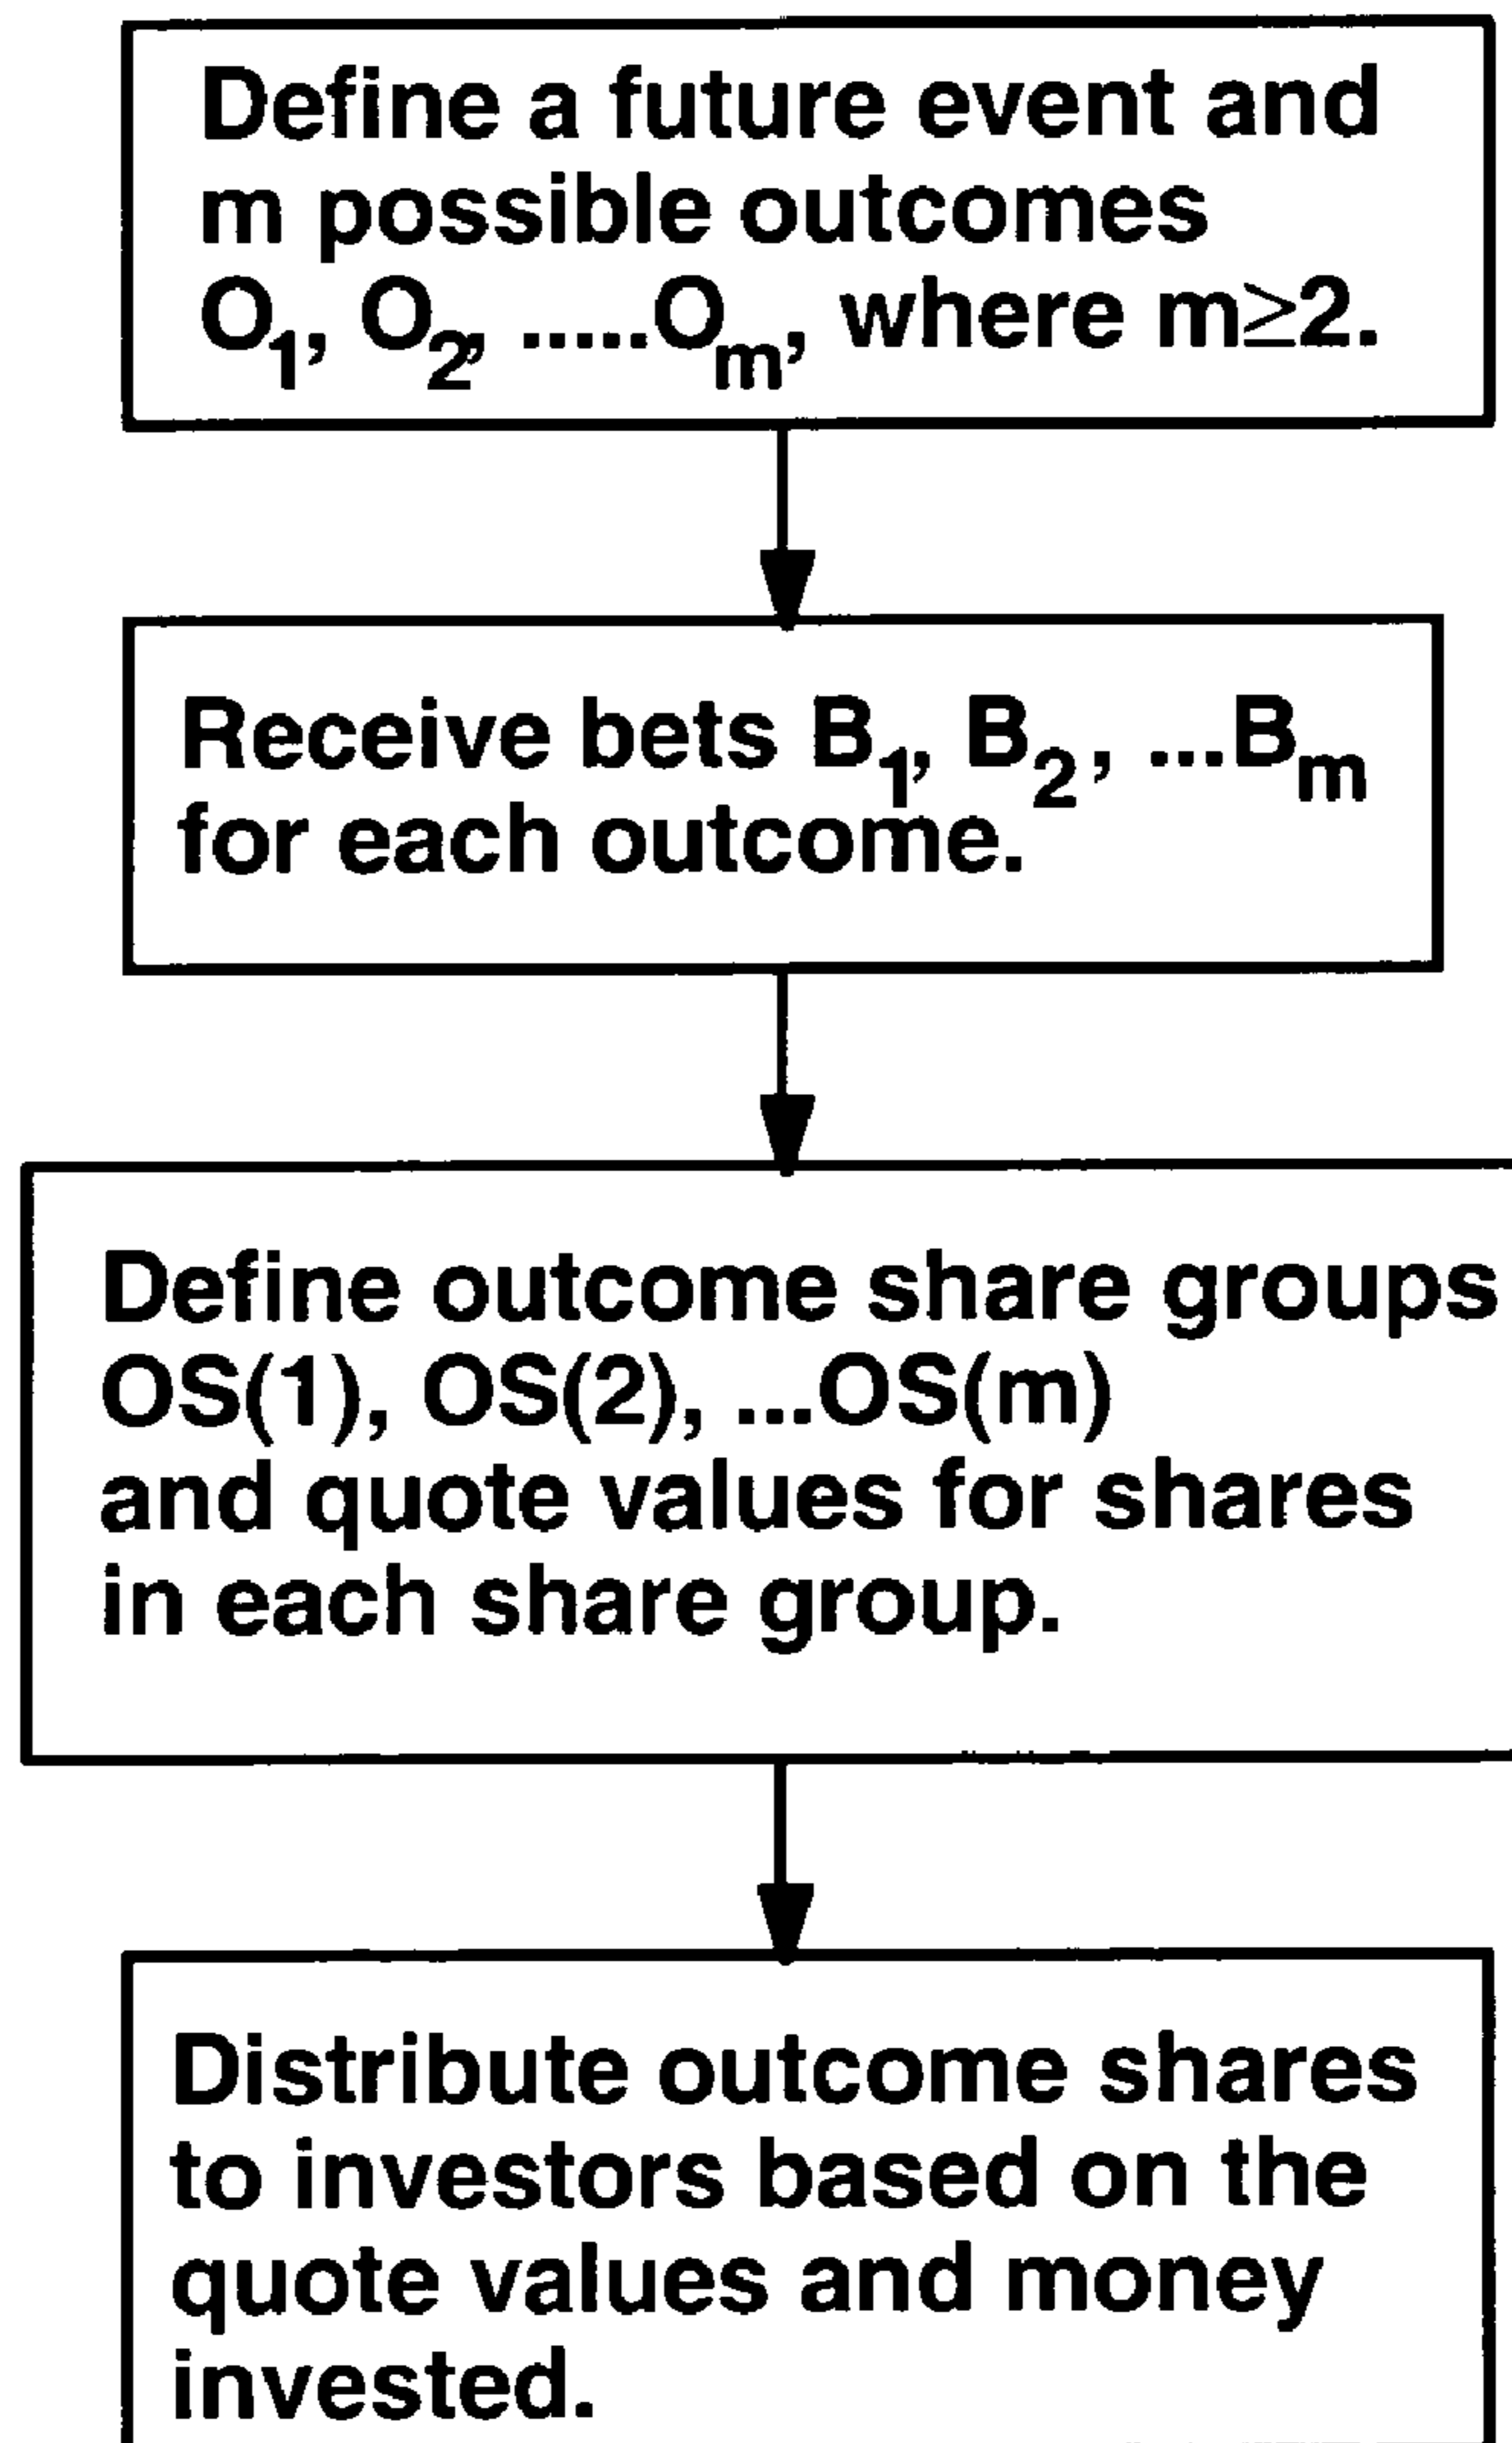 Define a future event and
m possible outcomes
O₁, O₂, .....Oₘ, where m≥2.
Receive bets B₁, B₂, ...Bₘ
for each outcome.
Define outcome share groups
OS(1), OS(2), ...OS(m)
and quote values for shares
in each share group.
Distribute outcome shares
to investors based on the
quote values and money
invested.